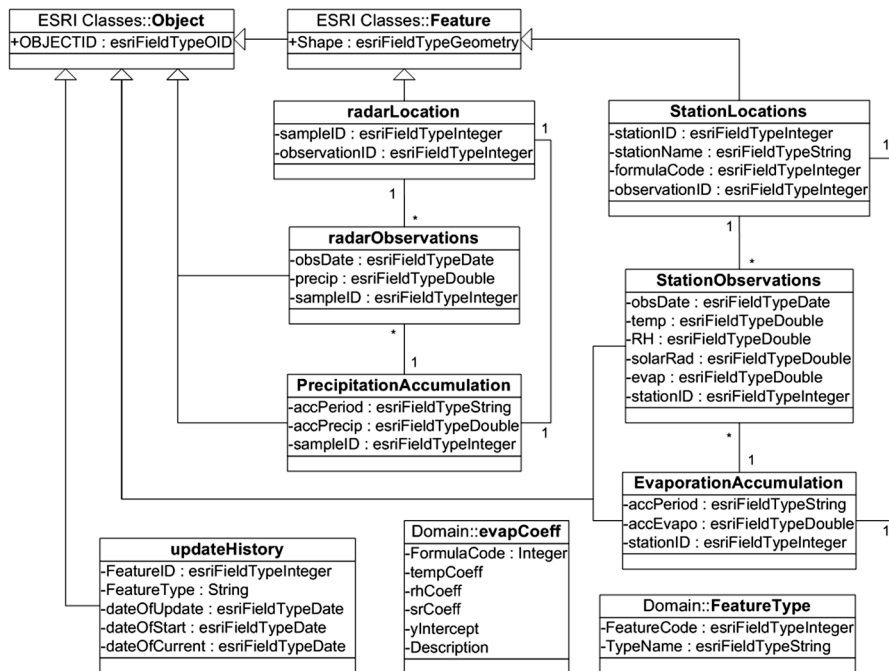 ESRI Classes::Object
+OBJECTID : esriFieldTypeOID
ESRI Classes::Feature
+Shape : esriFieldTypeGeometry
radarLocation
-sampleID : esriFieldTypeInteger
-observationID : esriFieldTypeInteger
1
1
*
radarObservations
-obsDate : esriFieldTypeDate
-precip : esriFieldTypeDouble
-sampleID : esriFieldTypeInteger
*
1
PrecipitationAccumulation
-accPeriod : esriFieldTypeString
-accPrecip : esriFieldTypeDouble
-sampleID : esriFieldTypeInteger
1
StationLocations
-stationID : esriFieldTypeInteger
-stationName : esriFieldTypeString
-formulaCode : esriFieldTypeInteger
-observationID : esriFieldTypeInteger
1
1
*
StationObservations
-obsDate : esriFieldTypeDate
-temp : esriFieldTypeDouble
-RH : esriFieldTypeDouble
-solarRad : esriFieldTypeDouble
-evap : esriFieldTypeDouble
-stationID : esriFieldTypeInteger
*
1
EvaporationAccumulation
-accPeriod : esriFieldTypeString
-accEvapo : esriFieldTypeDouble
-stationID : esriFieldTypeInteger
1
updateHistory
-FeatureID : esriFieldTypeInteger
-FeatureType : String
-dateOfUpdate : esriFieldTypeDate
-dateOfStart : esriFieldTypeDate
-dateOfCurrent : esriFieldTypeDate
Domain::evapCoeff
-FormulaCode : Integer
-tempCoeff
-rhCoeff
-srCoeff
-yIntercept
-Description
Domain::FeatureType
-FeatureCode : esriFieldTypeInteger
-TypeName : esriFieldTypeString